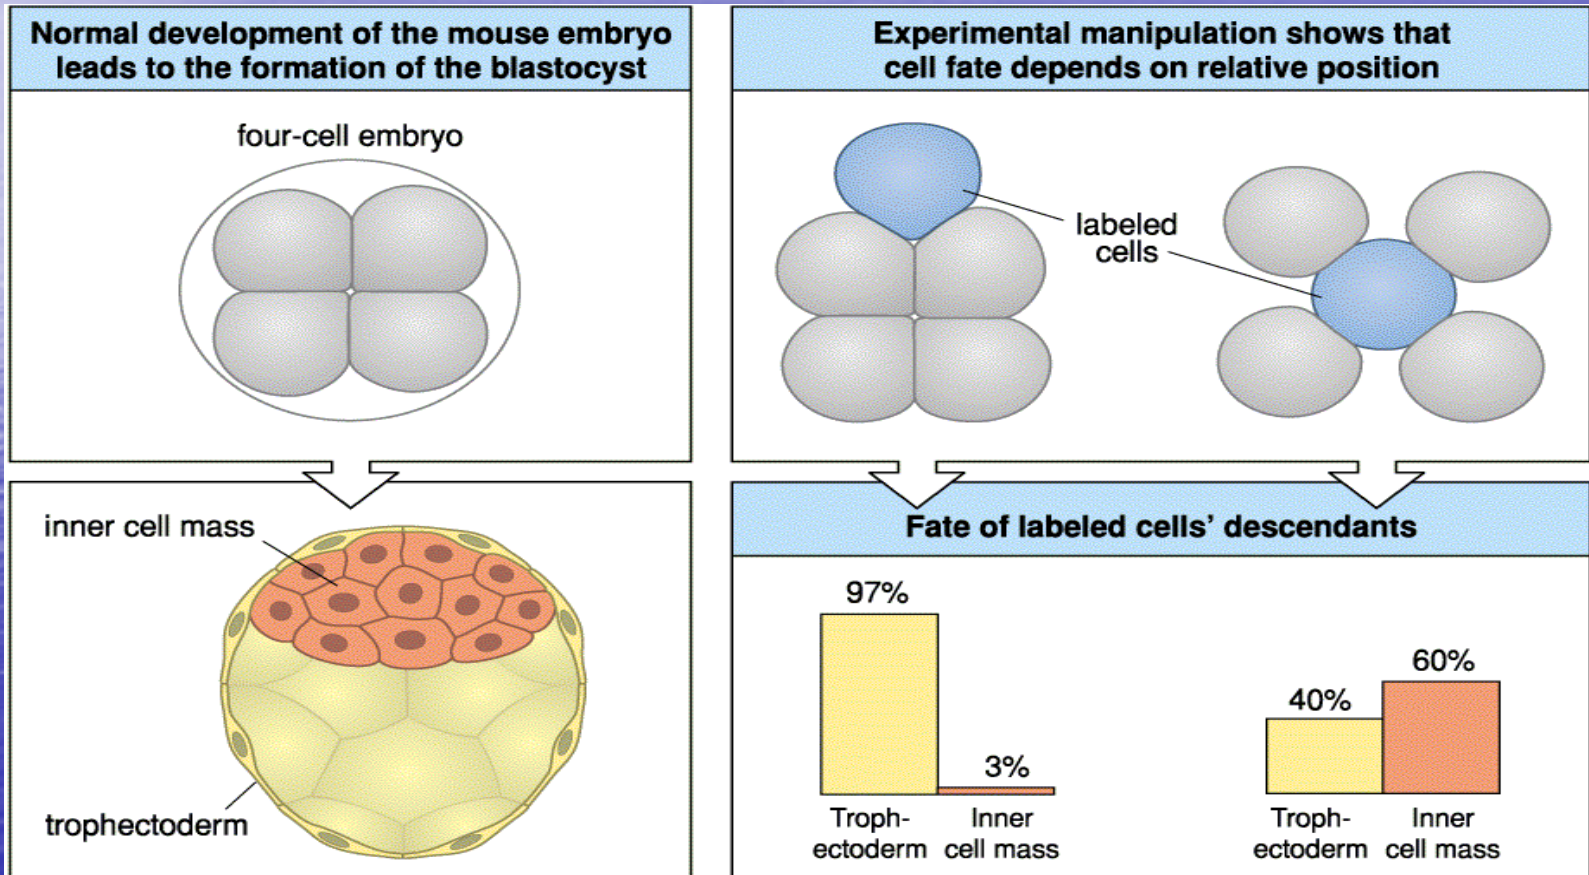 Normal development of the mouse embryo
leads to the formation of the blastocyst
four-cell embryo
inner cell mass
trophectoderm
Experimental manipulation shows that
cell fate depends on relative position
labeled
cells
Fate of labeled cells’ descendants
97%
3%
Troph-
ectoderm
Inner
cell mass
40%
60%
Troph-
ectoderm
Inner
cell mass